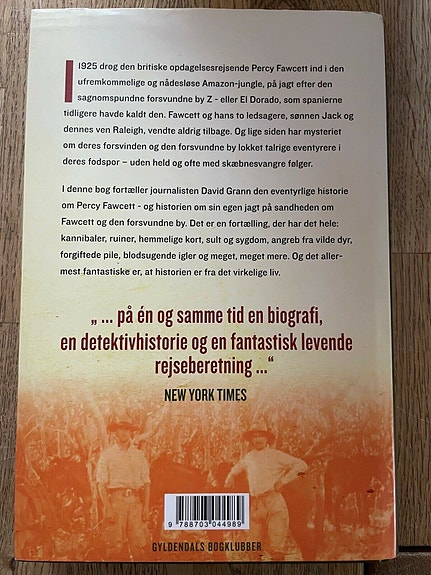 I 1925 drog den britiske opdagelsesrejsende Percy Fawcett ind i den
ufremkommelige og nådesløse Amazon-jungle, på jagt efter den
sagnomspundne forsvundne by Z - eller El Dorado, som spanierne
tidligere havde kaldt den. Fawcett og hans to ledsagere, sønnen Jack og
dennes ven Raleigh, vendte aldrig tilbage. Og lige siden har mysteriet
om deres forsvinden og den forsvundne by lokket talrige eventyrere i
deres fodspor – uden held og ofte med skæbnesvangre følger.
I denne bog fortæller journalisten David Grann den eventyrlige historie
om Percy Fawcett - og historien om sin egen jagt på sandheden om
Fawcett og den forsvundne by. Det er en fortælling, der har det hele:
kannibaler, ruiner, hemmelige kort, sult og sygdom, angreb fra vilde dyr,
forgiftede pile, blodsugende igler og meget, meget mere. Og det aller-
mest fantastiske er, at historien er fra det virkelige liv.
„ ... på én og samme tid en biografi,
en detektivhistorie og en fantastisk levende
rejseberetning ...“
NEW YORK TIMES
9 788703 044989
GYLDENDALS BOGKLUBBER